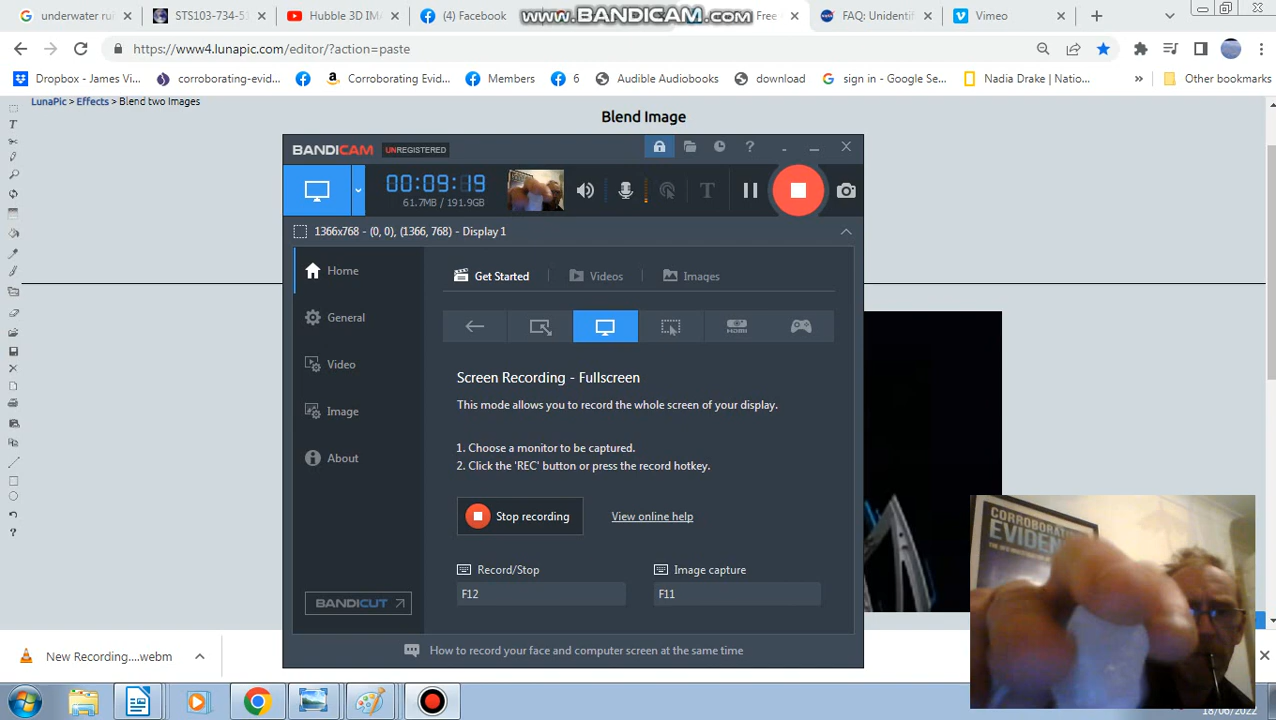 underwater rui
STS103-734-5
Hubble 3D IMA
(4) Facebook
www.BANDICAM.com
Free
FAQ: Unidentif
Vimeo
https://www4.lunapic.com/editor/?action=paste
Dropbox - James Vi...
corroborating-evid...
Corroborating Evid...
Members
6
Audible Audiobooks
download
sign in - Google Se...
Nadia Drake | Natio...
»
Other bookmarks
LunaPic > Effects > Blend two Images
Blend Image
BANDICAM
UNREGISTERED
00:09:19
61.7MB / 191.9GB
1366x768 - (0, 0), (1366, 768) - Display 1
Home
General
Video
Image
About
Get Started
Videos
Images
HDMI
Screen Recording - Fullscreen
This mode allows you to record the whole screen of your display.
1. Choose a monitor to be captured.
2. Click the 'REC' button or press the record hotkey.
Stop recording
View online help
Record/Stop
Image capture
F12
F11
BANDICUT
How to record your face and computer screen at the same time
CORROBORATI
EVIDEN
New Recording....webm
18/06/2022